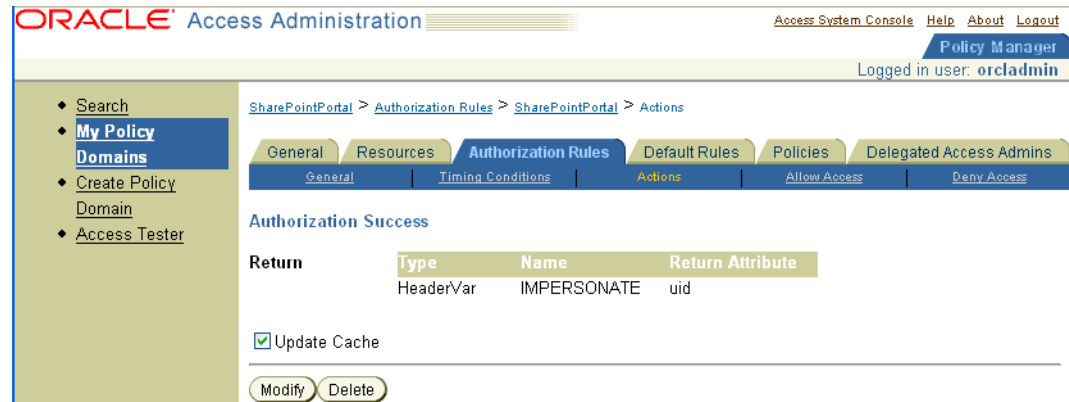 ORACLE Access Administration
Access System Console Help About Logout
Policy Manager
Logged in user: orcladmin
Search
My Policy
Domains
Create Policy
Domain
Access Tester
SharePointPortal > Authorization Rules > SharePointPortal > Actions
General Resources Authorization Rules Default Rules Policies Delegated Access Admins
General Timing Conditions Actions Allow Access Deny Access
Authorization Success
Return Type Name Return Attribute
HeaderVar IMPERSONATE uid
Update Cache
Modify Delete